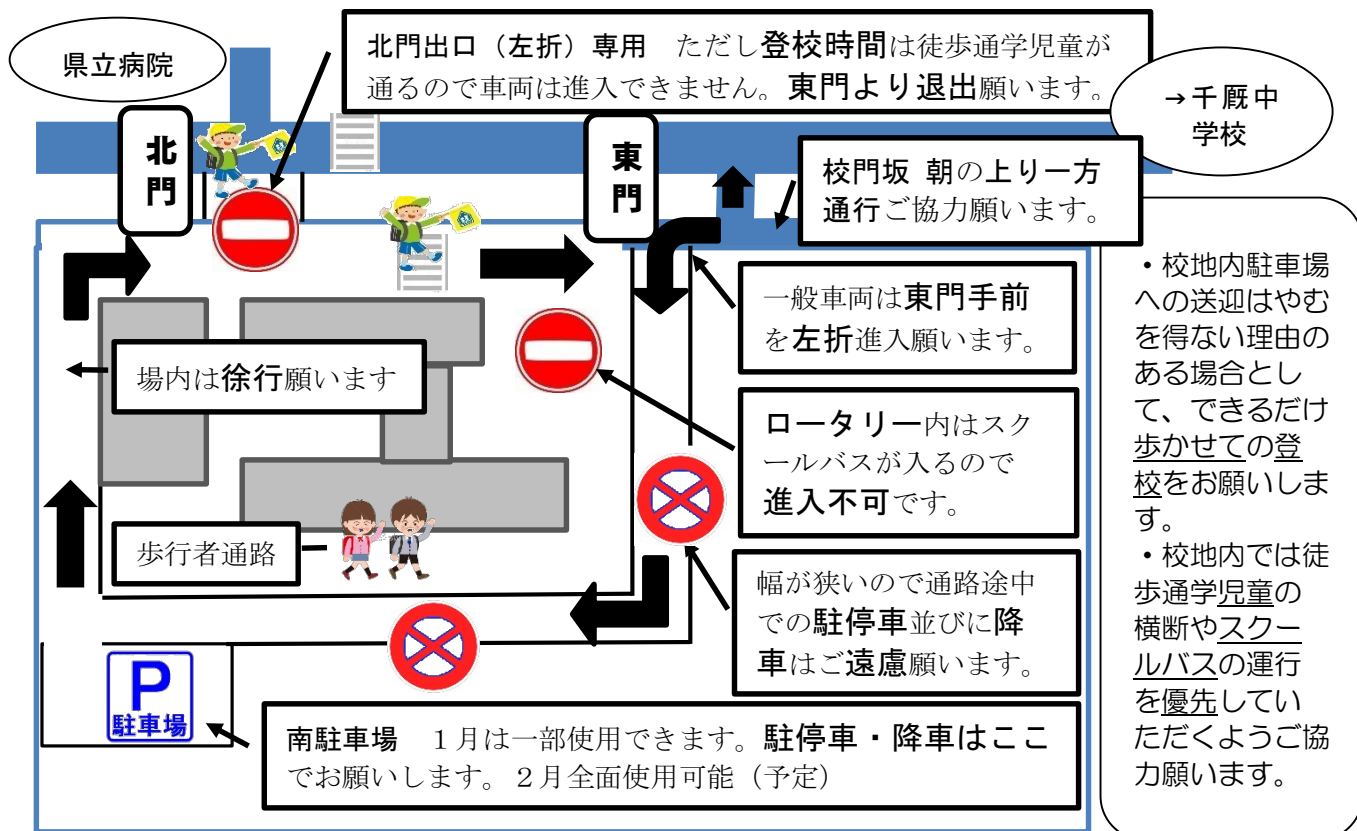 県立病院
北門出口（左折）専用　ただし登校時間は徒歩通学児童が
通るので車両は進入できません。東門より退出願います。
→千厩中
学校
北
門
東
門
校門坂 朝の上り一方
通行ご協力願います。
一般車両は東門手前
を左折進入願います。
場内は徐行願います
ロータリー内はスク
ールバスが入るので
進入不可です。
歩行者通路
幅が狭いので通路途中
での駐停車並びに降
車はご遠慮願います。
P
駐車場
南駐車場　１月は一部使用できます。駐停車・降車はここ
でお願いします。２月全面使用可能（予定）
・校地内駐車場
への送迎はやむ
を得ない理由の
ある場合とし
て、できるだけ
歩かせての登
校をお願いしま
す。
・校地内では徒
歩通学児童の
横断やスクー
ルバスの運行
を優先してい
ただくようご協
力願います。